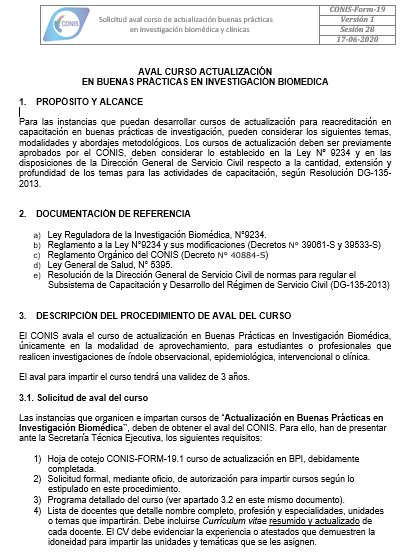 CONIS
Solicitud aval curso de actualización buenas prácticas
en investigación biomédica y clínicas
CONIS-Form-19
Versión 1
Sesión 28
17-06-2020
AVAL CURSO ACTUALIZACIÓN
EN BUENAS PRÁCTICAS EN INVESTIGACIÓN BIOMEDICA
1. PROPÓSITO Y ALCANCE
Para las instancias que puedan desarrollar cursos de actualización para reacreditación en
capacitación en buenas prácticas de investigación, pueden considerar los siguientes temas,
modalidades y abordajes metodológicos. Los cursos de actualización deben ser previamente
aprobados por el CONIS, deben considerar lo establecido en la Ley N° 9234 y en las
disposiciones de la Dirección General de Servicio Civil respecto a la cantidad, extensión y
profundidad de los temas para las actividades de capacitación, según Resolución DG-135-
2013.
2. DOCUMENTACIÓN DE REFERENCIA
a) Ley Reguladora de la Investigación Biomédica, N°9234.
b) Reglamento a la Ley N°9234 y sus modificaciones (Decretos N° 39061-S y 39533-S)
c) Reglamento Orgánico del CONIS (Decreto N° 40884-S)
d) Ley General de Salud, N° 5395.
e) Resolución de la Dirección General de Servicio Civil de normas para regular el
Subsistema de Capacitación y Desarrollo del Régimen de Servicio Civil (DG-135-2013)
3. DESCRIPCIÓN DEL PROCEDIMIENTO DE AVAL DEL CURSO
El CONIS avala el curso de actualización en Buenas Prácticas en Investigación Biomédica,
únicamente en la modalidad de aprovechamiento, para estudiantes o profesionales que
realicen investigaciones de índole observacional, epidemiológica, intervencional o clínica.
El aval para impartir el curso tendrá una validez de 3 años.
3.1. Solicitud de aval del curso
Las instancias que organicen e impartan cursos de "Actualización en Buenas Prácticas en
Investigación Biomédica", deben de obtener el aval del CONIS. Para ello, han de presentar
ante la Secretaría Técnica Ejecutiva, los siguientes requisitos:
1) Hoja de cotejo CONIS-FORM-19.1 curso de actualización en BPI, debidamente
completada.
2) Solicitud formal, mediante oficio, de autorización para impartir cursos según lo
estipulado en este procedimiento.
3) Programa detallado del curso (ver apartado 3.2 en este mismo documento).
4) Lista de docentes que detalle nombre completo, profesión y especialidades, unidades
o temas que impartirán. Debe incluirse Currículum vitae resumido y actualizado de
cada docente. El CV debe evidenciar la experiencia o atestados que demuestren la
idoneidad para impartir las unidades y temáticas que se les asignen.